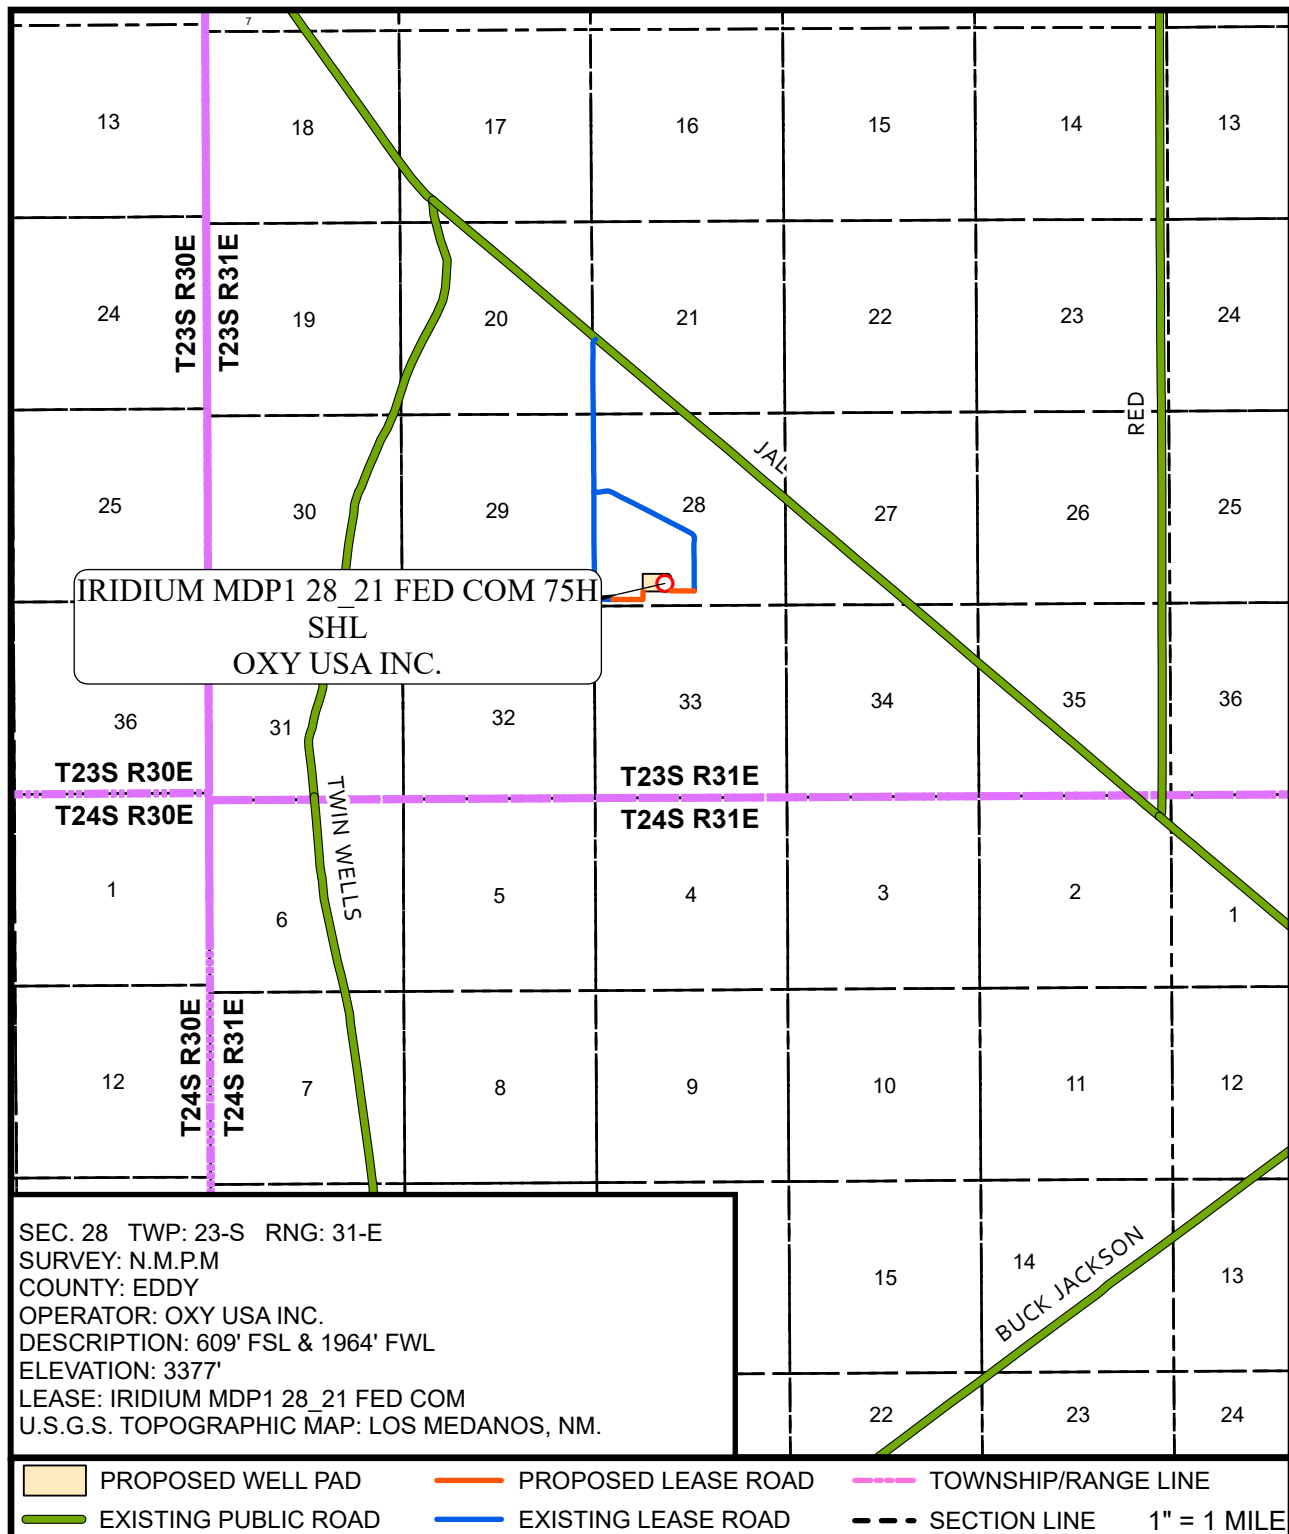 7
13
18
17
16
15
14
13
T23S R30E
T23S R31E
24
19
20
21
22
23
24
RED
JAL
25
30
29
28
27
26
25
IRIDIUM MDP1 28_21 FED COM 75H
SHL
OXY USA INC.
36
31
32
33
34
35
36
T23S R30E
T23S R31E
T24S R30E
T24S R31E
TWIN WELLS
1
6
5
4
3
2
1
T24S R30E
T24S R31E
12
7
8
9
10
11
12
15
14
13
BUCK JACKSON
22
23
24
SEC. 28 TWP: 23-S RNG: 31-E
SURVEY: N.M.P.M
COUNTY: EDDY
OPERATOR: OXY USA INC.
DESCRIPTION: 609' FSL & 1964' FWL
ELEVATION: 3377'
LEASE: IRIDIUM MDP1 28_21 FED COM
U.S.G.S. TOPOGRAPHIC MAP: LOS MEDANOS, NM.
PROPOSED WELL PAD
PROPOSED LEASE ROAD
TOWNSHIP/RANGE LINE
EXISTING PUBLIC ROAD
EXISTING LEASE ROAD
SECTION LINE
1" = 1 MILE